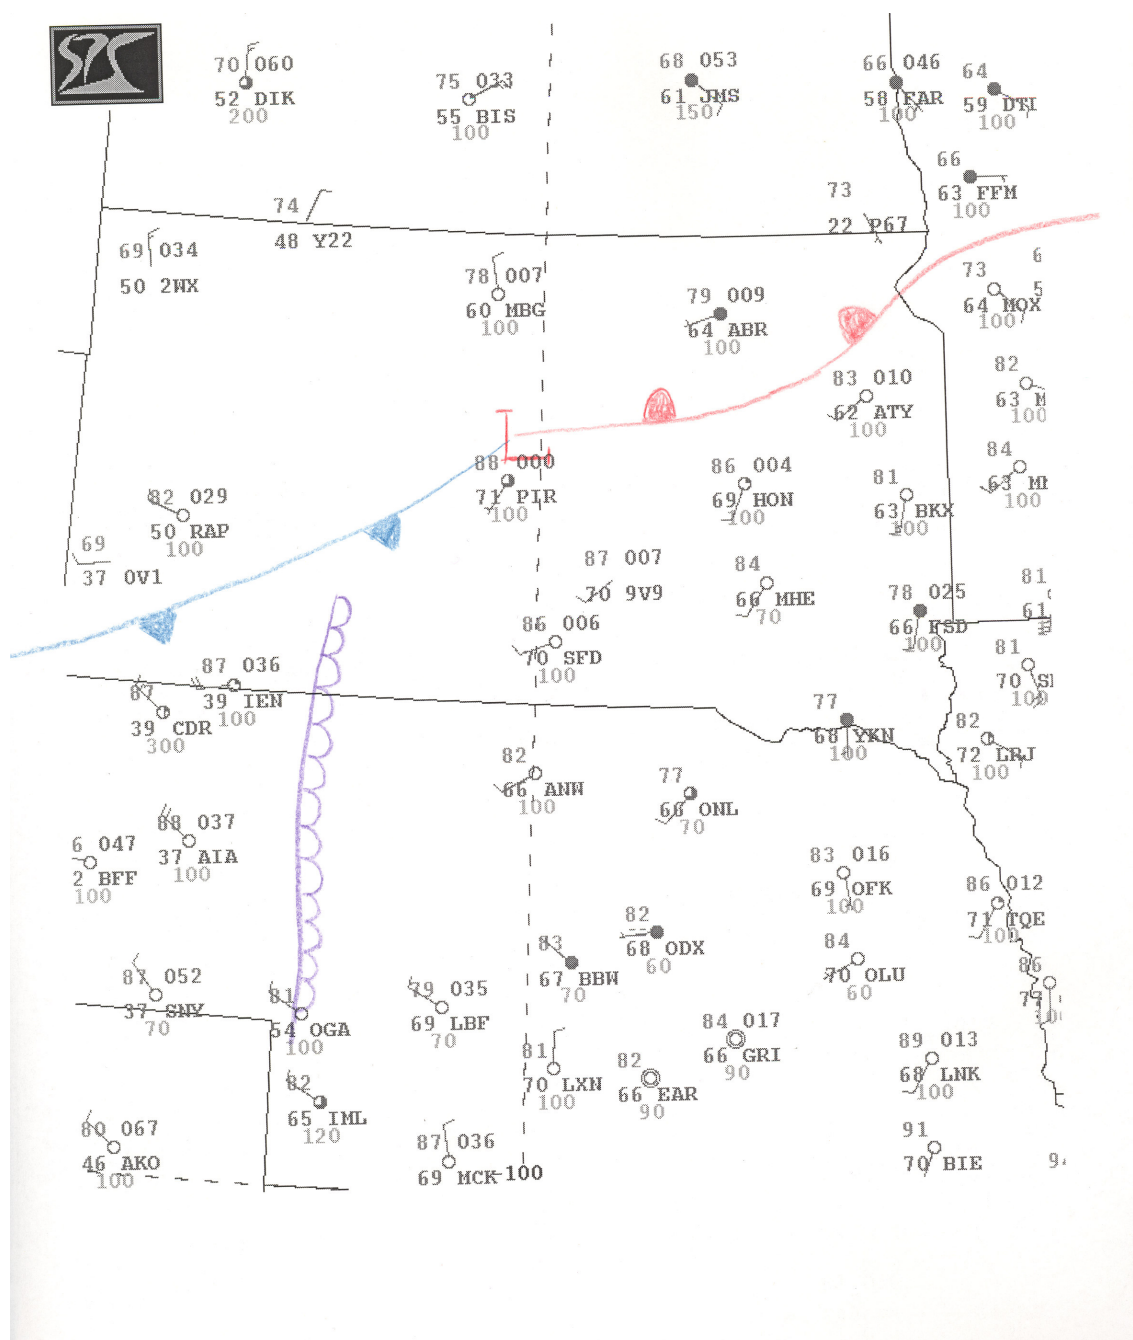 SPC
70 060
52 DIK
200
75 033
55 BIS
100
68 053
61 JMS
150
66 046
58 FAR
100
64
59 DTI
100
66
63 FFM
100
74
48 Y22
73
22 P67
69 034
50 2WX
78 007
60 MBG
100
79 009
64 ABR
100
73
64 MOX
100
6
5
83 010
62 ATY
100
82
63 M
100
L
88 000
71 PIR
100
86 004
69 HON
100
81
63 BKX
100
84
63
100
82 029
50 RAP
100
69
37 0V1
87 007
70 9V9
84
66 MHE
70
78 025
66 FSD
100
81
61
86 006
70 SFD
100
87 036
39 IEN
100
87
39 CDR
300
77
68 YKN
100
81
70
100
82
72 LRJ
100
82
66 ANW
100
77
66 ONL
70
88 037
37 AIA
100
6 047
2 BFF
100
83 016
69 OFK
100
86 012
71 TQE
100
82
68 ODX
60
83
67 BBW
70
84
70 OLU
60
86
87 052
37 SNY
70
81
54 OGA
100
79 035
69 LBF
70
84 017
66 GRI
90
81
70 LXN
100
82
66 EAR
90
89 013
68 LNK
100
82
65 IML
120
80 067
46 AKO
100
87 036
69 MCK
-100
91
70 BIE